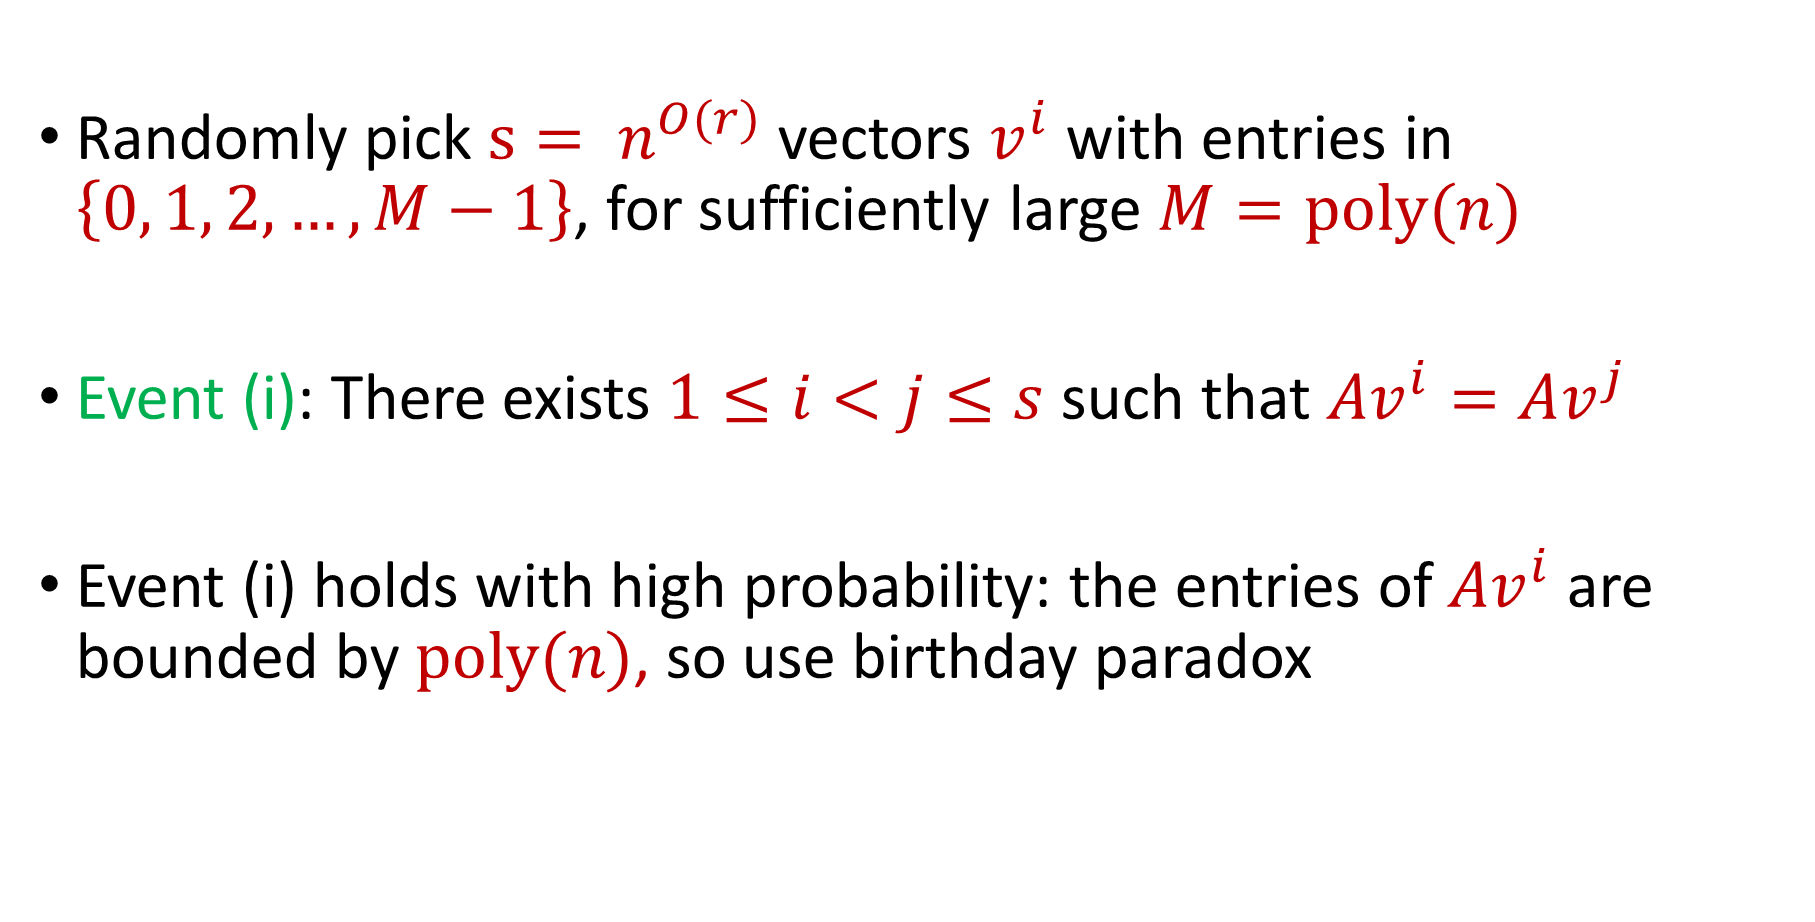 • Randomly pick s = n^{O(r)} vectors v^i with entries in
{0, 1, 2, … , M − 1}, for sufficiently large M = poly(n)
• Event (i): There exists 1 ≤ i < j ≤ s such that Av^i = Av^j
• Event (i) holds with high probability: the entries of Av^i are
bounded by poly(n), so use birthday paradox